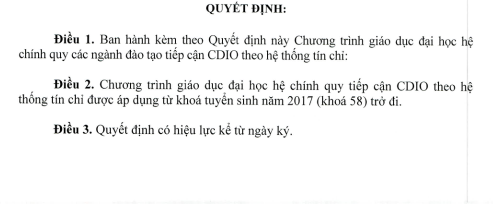 QUYẾT ĐỊNH:
Điều 1. Ban hành kèm theo Quyết định này Chương trình giáo dục đại học hệ
chính quy các ngành đào tạo tiếp cận CDIO theo hệ thống tín chỉ:
Điều 2. Chương trình giáo dục đại học hệ chính quy tiếp cận CDIO theo hệ
thống tín chỉ được áp dụng từ khoá tuyển sinh năm 2017 (khoá 58) trở đi.
Điều 3. Quyết định có hiệu lực kể từ ngày ký.